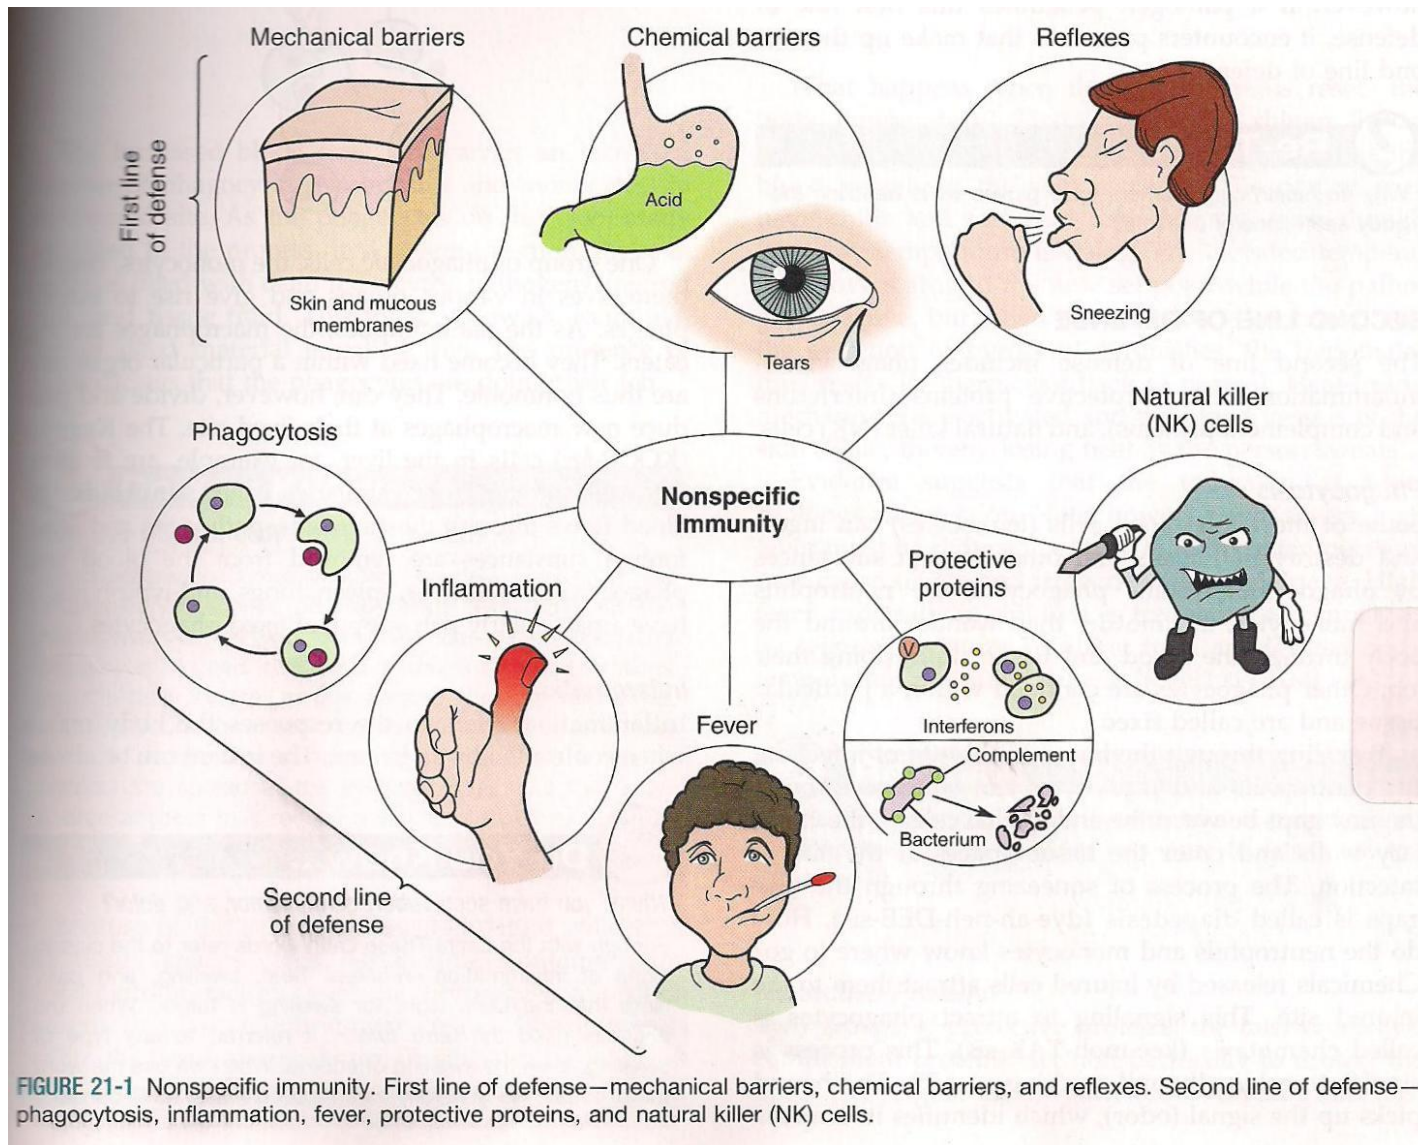 Mechanical barriers
Chemical barriers
Reflexes
First line
of defense
Acid
Skin and mucous
membranes
Tears
Sneezing
Natural killer
(NK) cells
Phagocytosis
Nonspecific
Immunity
Inflammation
Protective
proteins
V
Interferons
Complement
Bacterium
Fever
Second line
of defense
FIGURE 21-1 Nonspecific immunity. First line of defense—mechanical barriers, chemical barriers, and reflexes. Second line of defense—
phagocytosis, inflammation, fever, protective proteins, and natural killer (NK) cells.